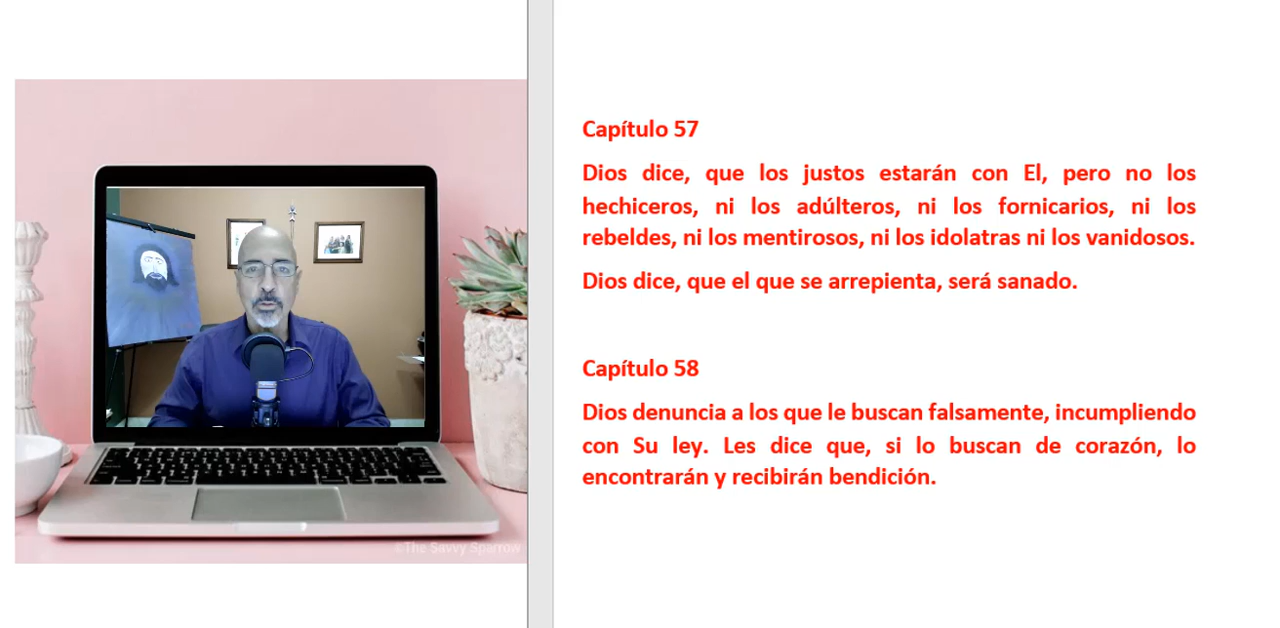 Capítulo 57
Dios dice, que los justos estarán con El, pero no los
hechiceros, ni los adúlteros, ni los fornicarios, ni los
rebeldes, ni los mentirosos, ni los idolatras ni los vanidosos.
Dios dice, que el que se arrepienta, será sanado.
Capítulo 58
Dios denuncia a los que le buscan falsamente, incumpliendo
con Su ley. Les dice que, si lo buscan de corazón, lo
encontrarán y recibirán bendición.
©The Savvy Sparrow